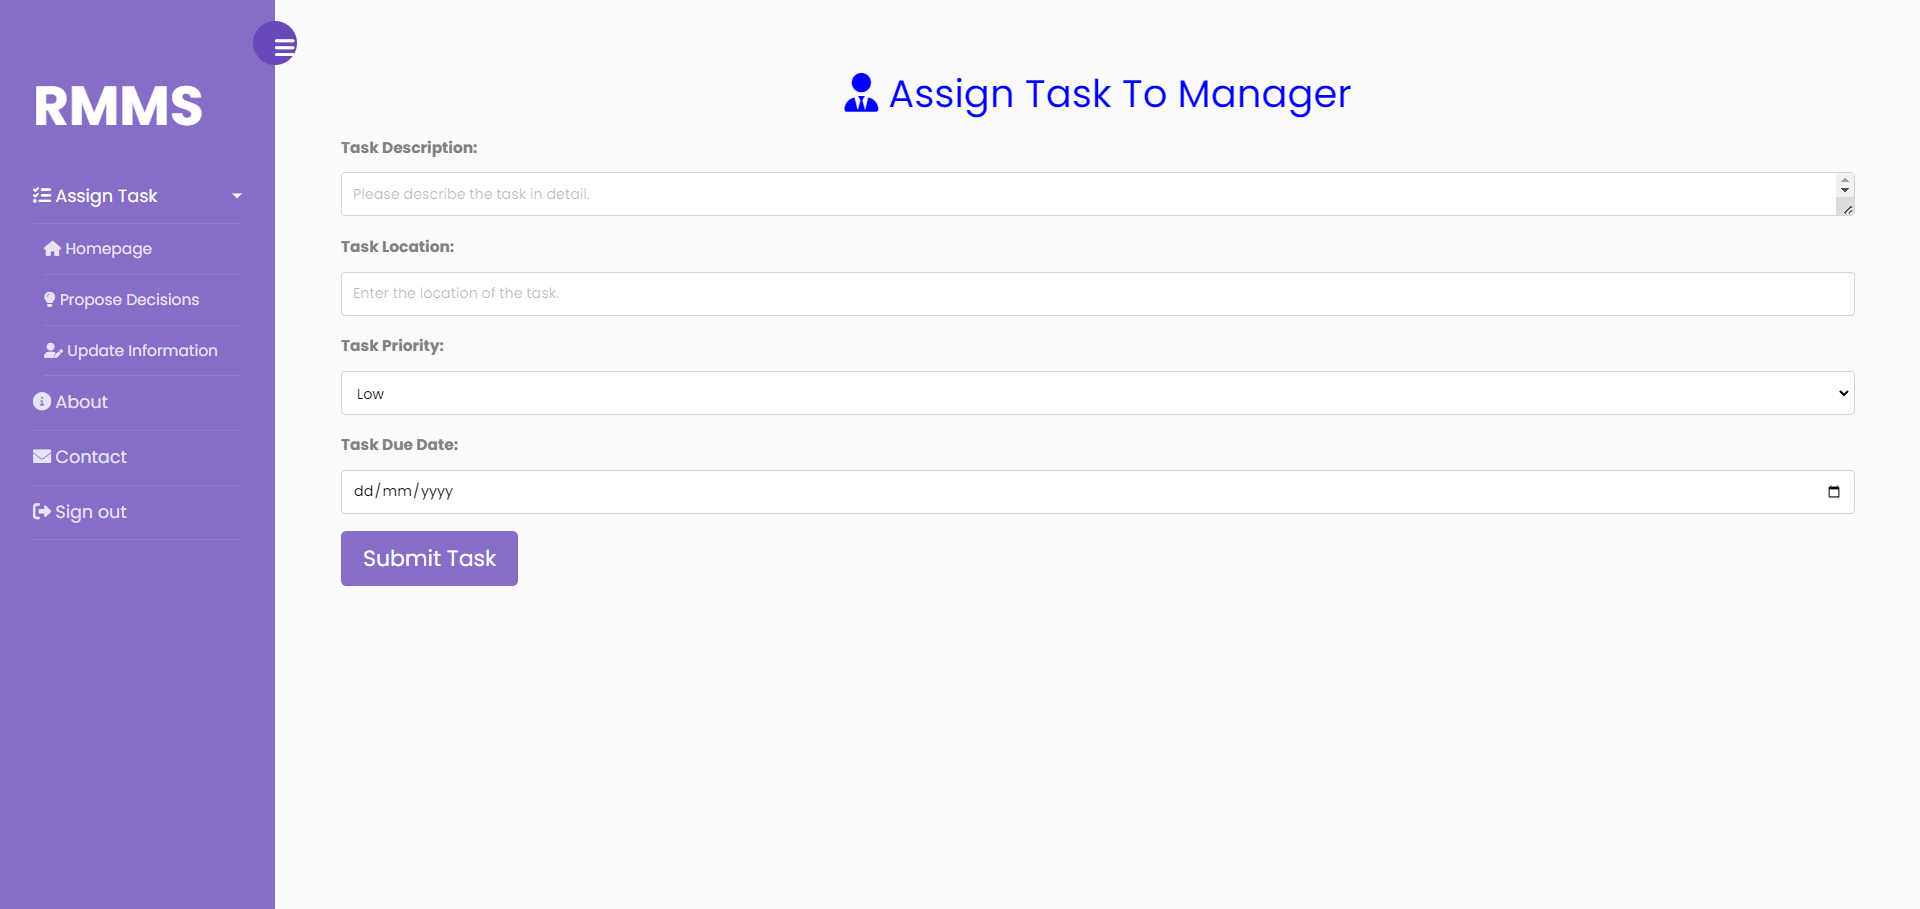 RMMS
Assign Task
Homepage
Propose Decisions
Update Information
About
Contact
Sign out
Assign Task To Manager
Task Description:
Please describe the task in detail.
Task Location:
Enter the location of the task.
Task Priority:
Low
Task Due Date:
dd/mm/yyyy
Submit Task